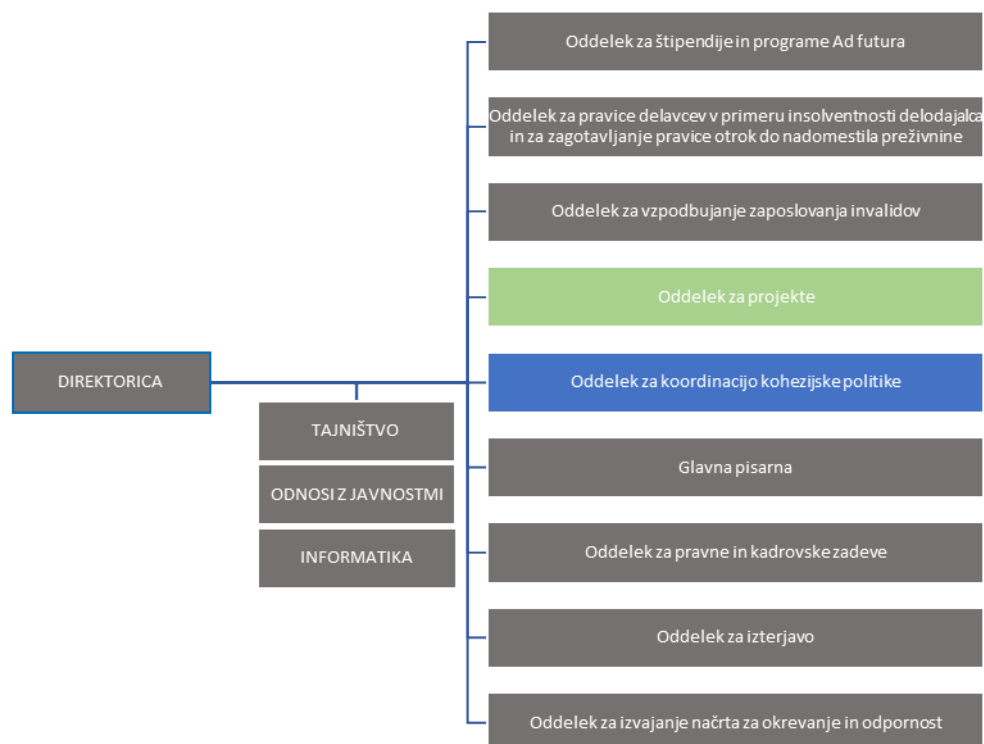 DIREKTORICA
TAJNIŠTVO
ODNOSI Z JAVNOSTMI
INFORMATIKA
Oddelek za štipendije in programe Ad futura
Oddelek za pravice delavcev v primeru insolventnosti delodajalca
in za zagotavljanje pravice otrok do nadomestila preživnine
Oddelek za vzpodbujanje zaposlovanja invalidov
Oddelek za projekte
Oddelek za koordinacijo kohezijske politike
Glavna pisarna
Oddelek za pravne in kadrovske zadeve
Oddelek za izterjavo
Oddelek za izvajanje načrta za okrevanje in odpornost